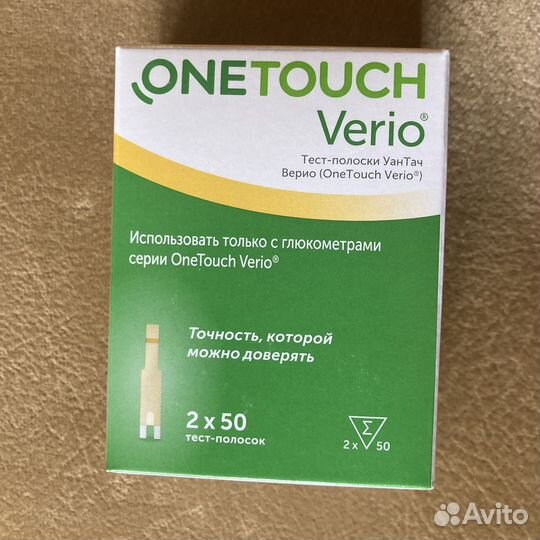 ONETOUCH
Verio®
Тест-полоски УанТач
Верио (OneTouch Verio®)
Использовать только с глюкометрами
серии OneTouch Verio®
Точность, которой
можно доверять
2 x 50
тест-полосок
Σ
2 x 50
Avito